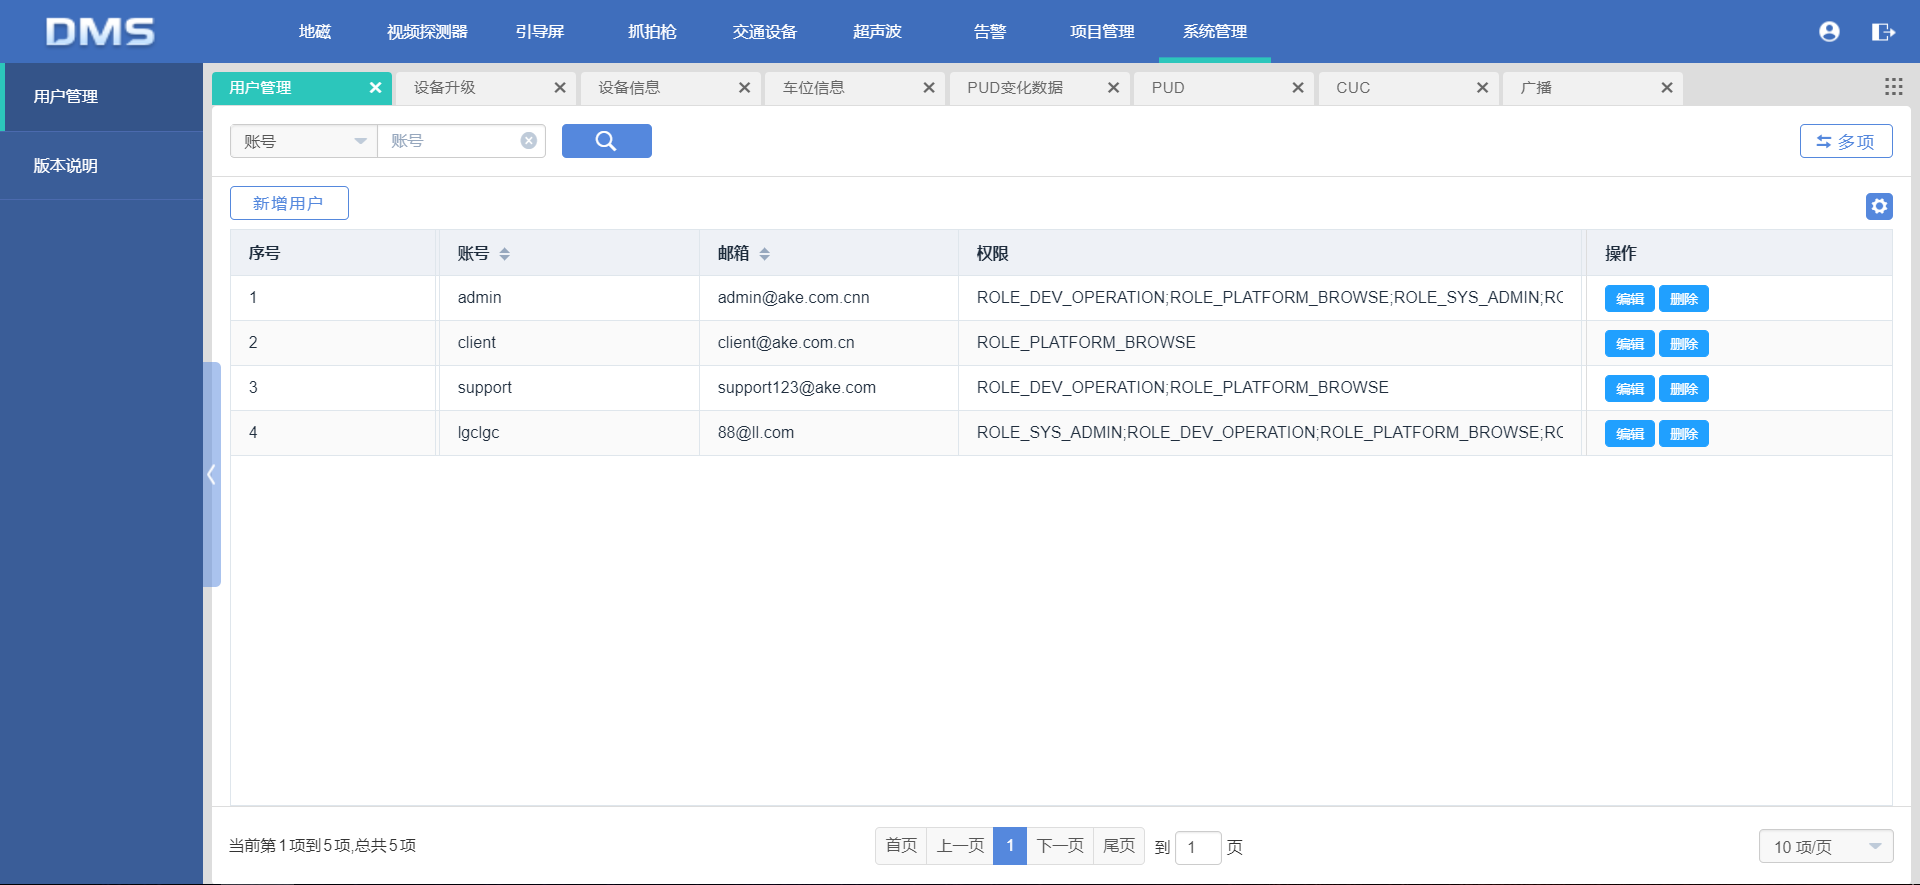 DMS
地磁 视频探测器 引导屏 抓拍枪 交通设备 超声波 告警 项目管理 系统管理
用户管理
版本说明
用户管理 设备升级 设备信息 车位信息 PUD变化数据 PUD CUC 广播
账号 账号 多项
新增用户
序号 账号 邮箱 权限 操作
1 admin admin@ake.com.cnn ROLE_DEV_OPERATION;ROLE_PLATFORM_BROWSE;ROLE_SYS_ADMIN;RO 编辑 删除
2 client client@ake.com.cn ROLE_PLATFORM_BROWSE 编辑 删除
3 support support123@ake.com ROLE_DEV_OPERATION;ROLE_PLATFORM_BROWSE 编辑 删除
4 lgclgc 88@ll.com ROLE_SYS_ADMIN;ROLE_DEV_OPERATION;ROLE_PLATFORM_BROWSE;RO 编辑 删除
当前第1项到5项,总共5项 首页 上一页 1 下一页 尾页 到 1 页 10 项/页